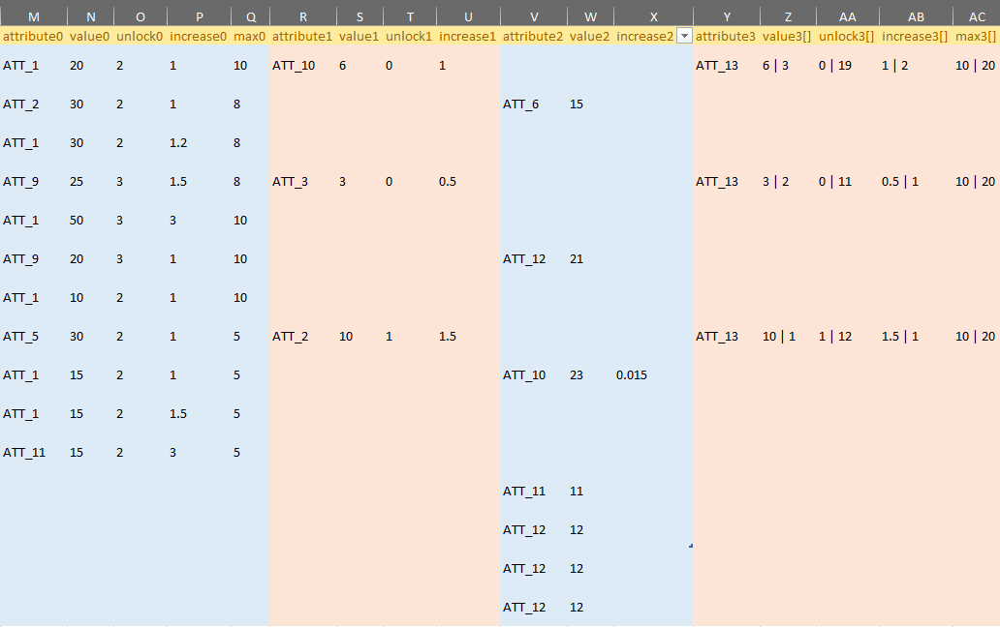 M N O P Q R S T U V W X Y Z AA AB AC
attribute0 value0 unlock0 increase0 max0 attribute1 value1 unlock1 increase1 attribute2 value2 increase2 attribute3 value3[] unlock3[] increase3[] max3[]
ATT_1 20 2 1 10 ATT_10 6 0 1 ATT_13 6 | 3 0 | 19 1 | 2 10 | 20
ATT_2 30 2 1 8 ATT_6 15
ATT_1 30 2 1.2 8
ATT_9 25 3 1.5 8 ATT_3 3 0 0.5 ATT_13 3 | 2 0 | 11 0.5 | 1 10 | 20
ATT_1 50 3 3 10
ATT_9 20 3 1 10 ATT_12 21
ATT_1 10 2 1 10
ATT_5 30 2 1 5 ATT_2 10 1 1.5 ATT_13 10 | 1 1 | 12 1.5 | 1 10 | 20
ATT_1 15 2 1 5 ATT_10 23 0.015
ATT_1 15 2 1.5 5
ATT_11 15 2 3 5
ATT_11 11
ATT_12 12
ATT_12 12
ATT_12 12